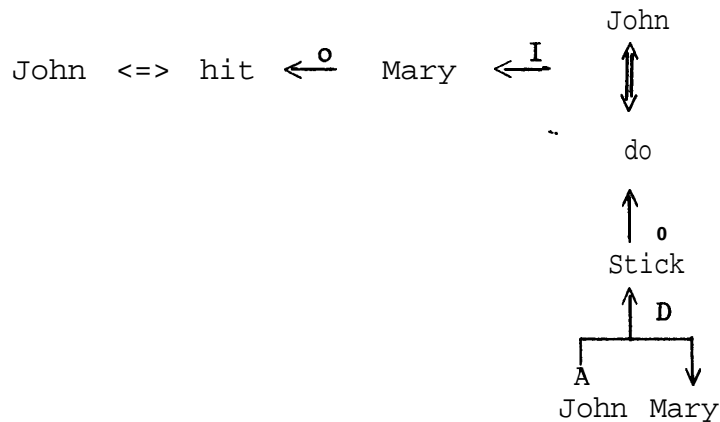 John
John <=> hit o Mary I
do
o
Stick
D
A
John Mary